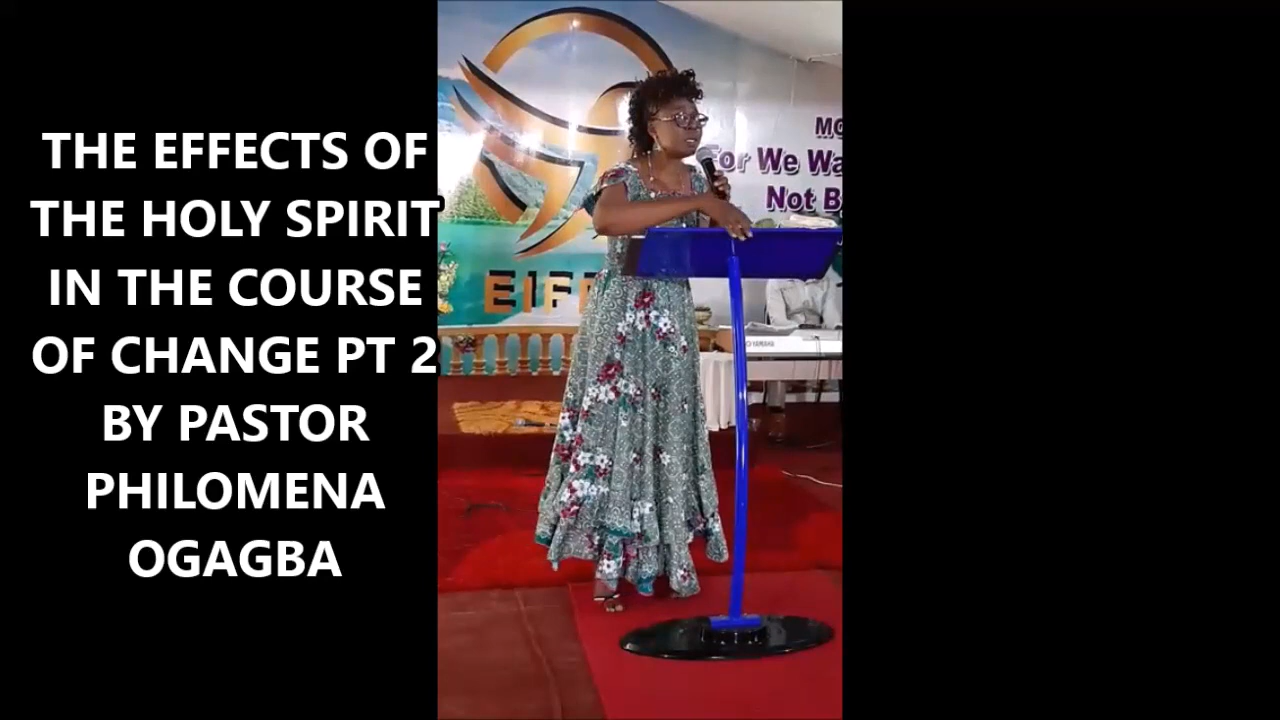 THE EFFECTS OF
THE HOLY SPIRIT
IN THE COURSE
OF CHANGE PT 2
BY PASTOR
PHILOMENA
OGAGBA
For We
Not
YAMAHA